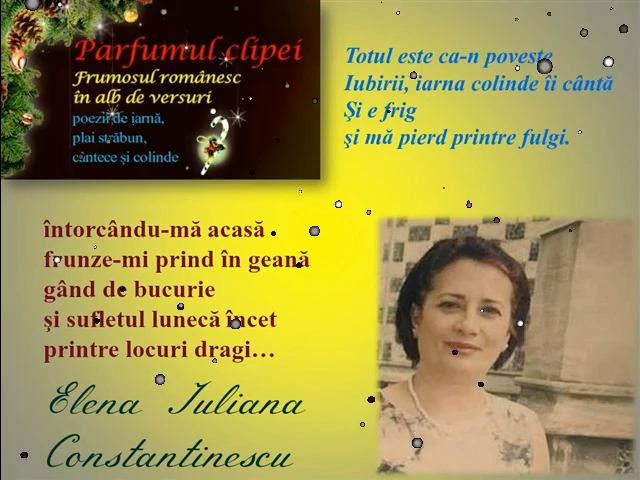 Parfumul clipei
Frumosul românesc
în alb de versuri
poezii de iarnă,
plai străbun,
cântece și colinde
Totul este ca-n poveste
Iubirii, iarna colinde îi cântă
Şi e frig
şi mă pierd printre fulgi.
întorcându-mă acasă
frunze-mi prind în geană
gând de bucurie
şi sufletul lunecă încet
printre locuri dragi…
Elena Iuliana
Constantinescu